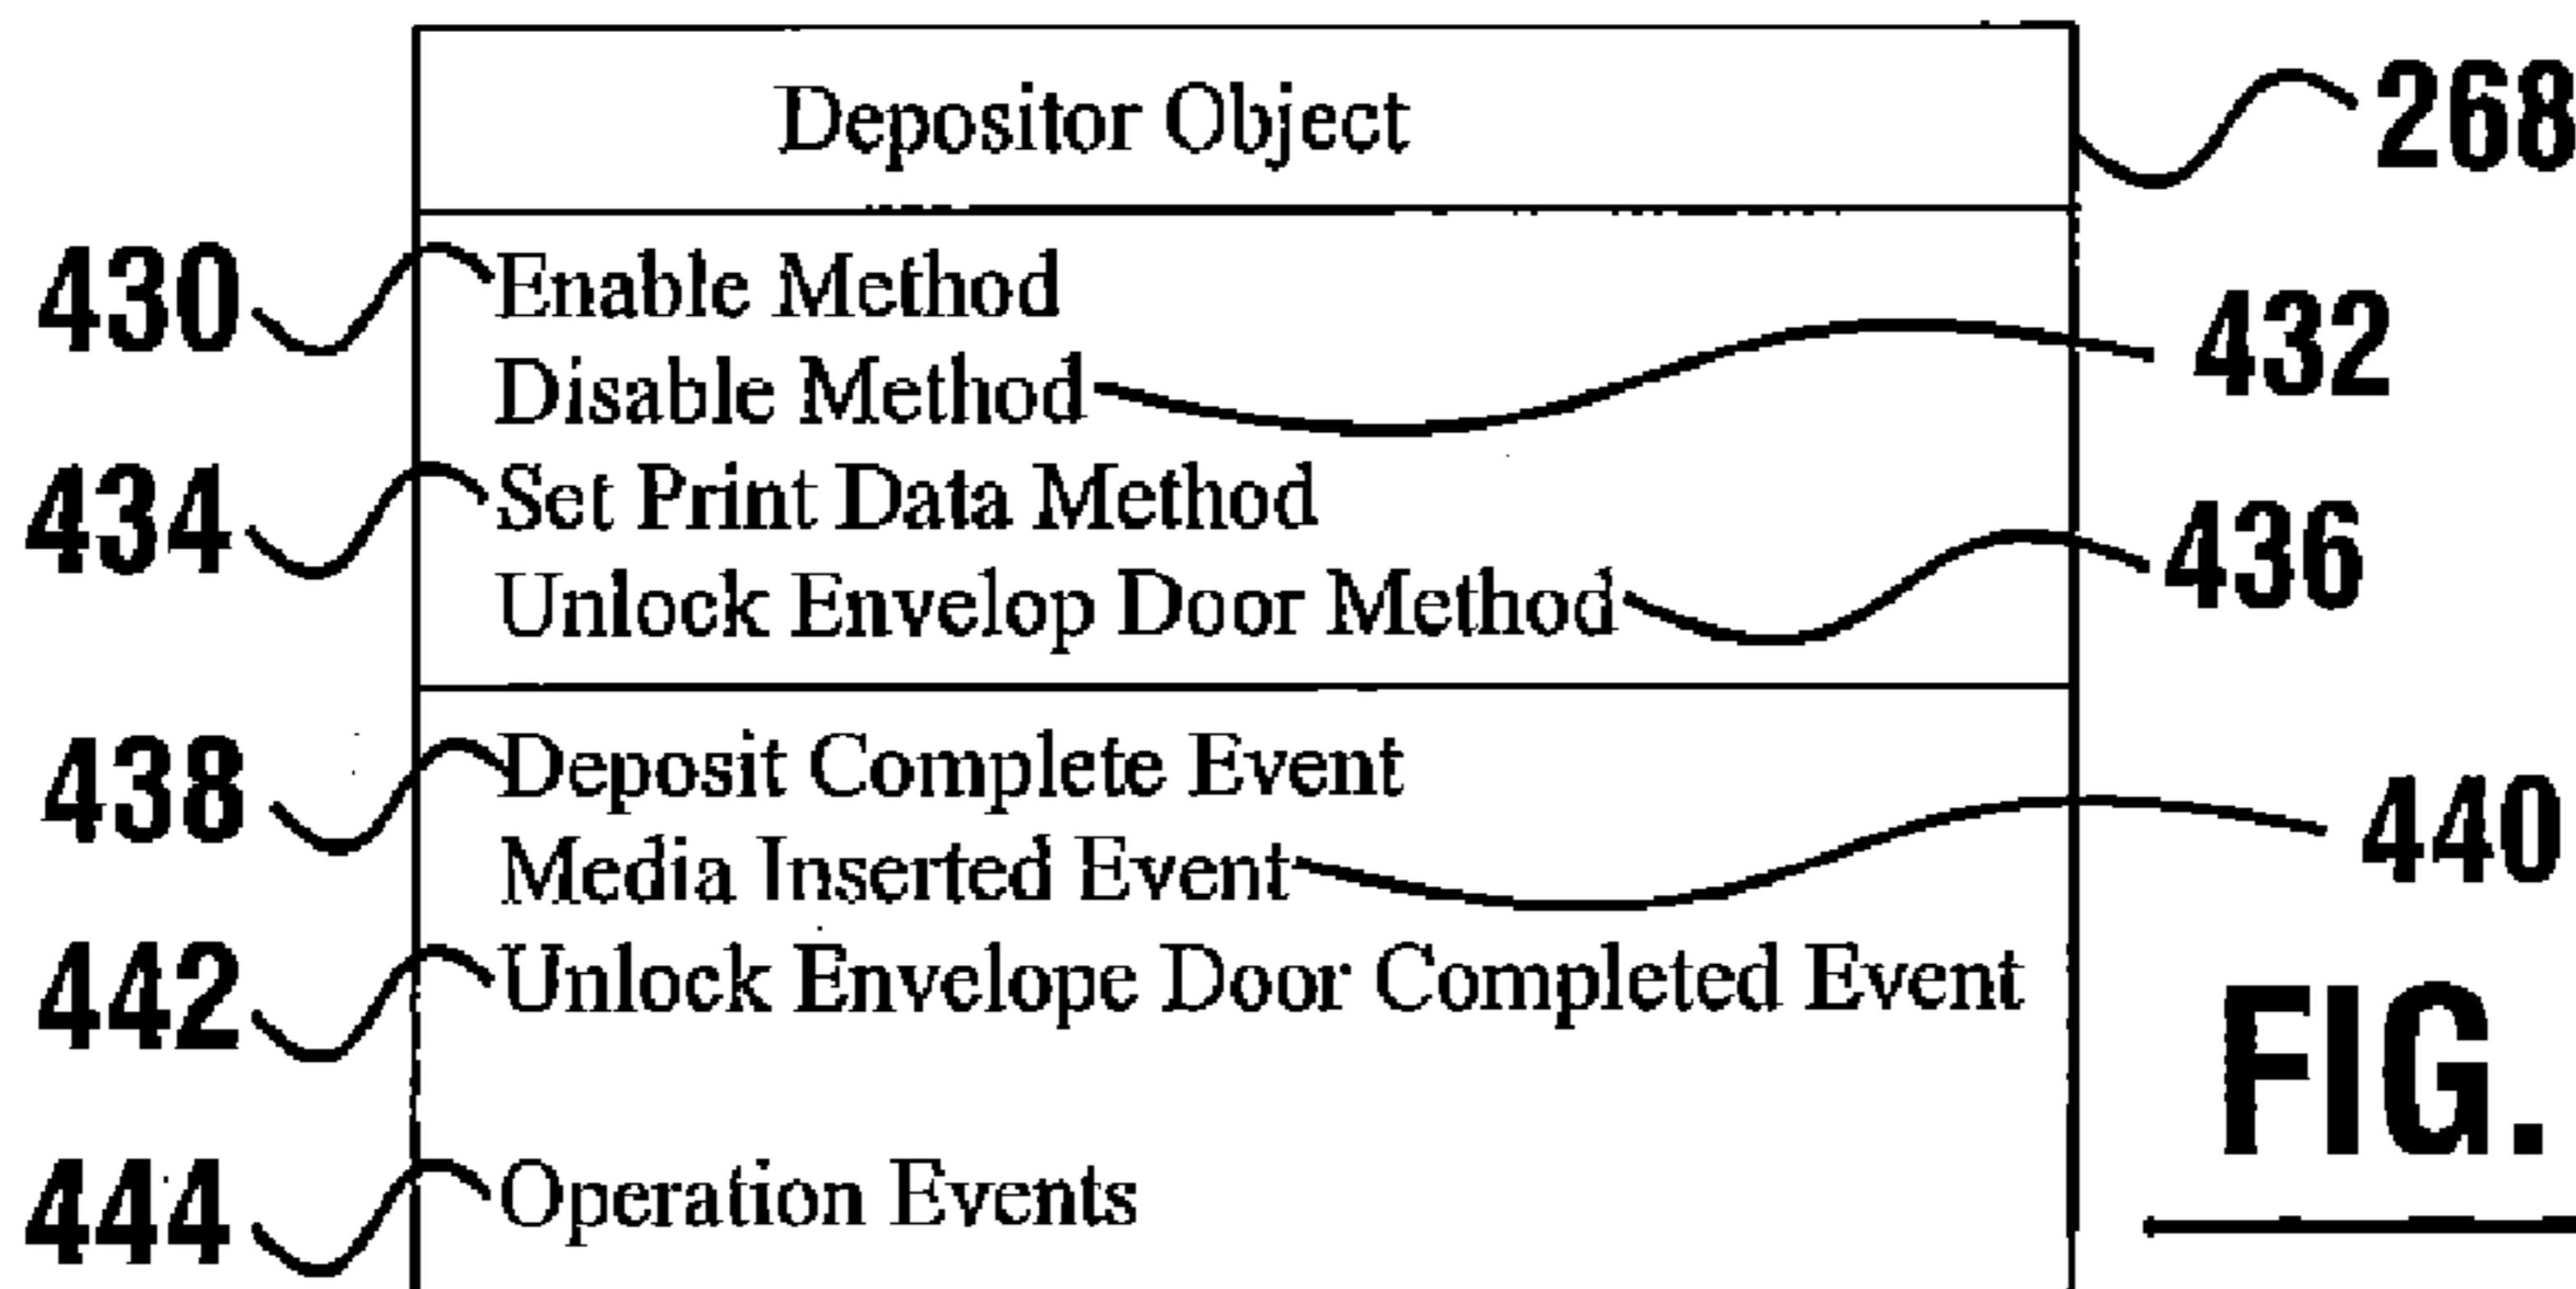 Depositor Object 268
430 Enable Method
Disable Method 432
434 Set Print Data Method
Unlock Envelop Door Method 436
438 Deposit Complete Event
Media Inserted Event 440
442 Unlock Envelope Door Completed Event
FIG.
444 Operation Events